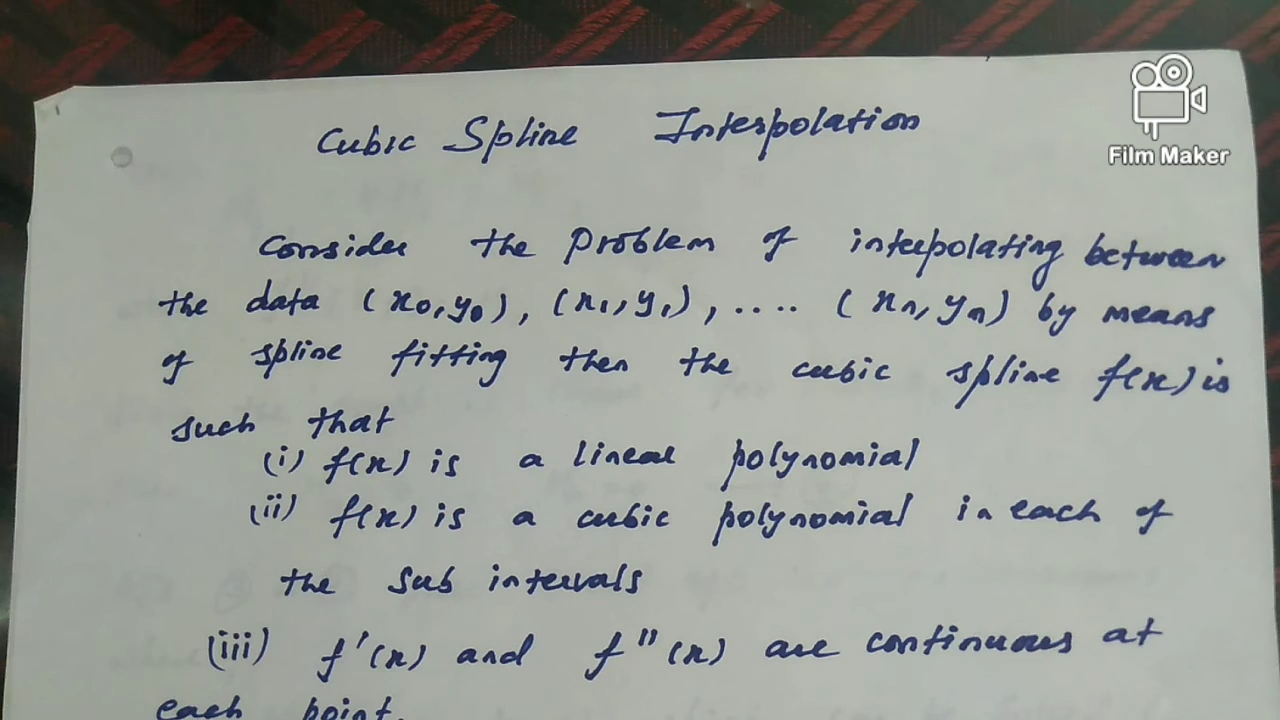 Cubic Spline Interpolation
Film Maker
Consider the problem of interpolating between
the data (x0, y0), (x1, y1), .... (xn, yn) by means
of spline fitting then the cubic spline f(x) is
such that
(i) f(x) is a linear polynomial
(ii) f(x) is a cubic polynomial in each of
the sub intervals
(iii) f'(x) and f"(x) are continuous at
each point.